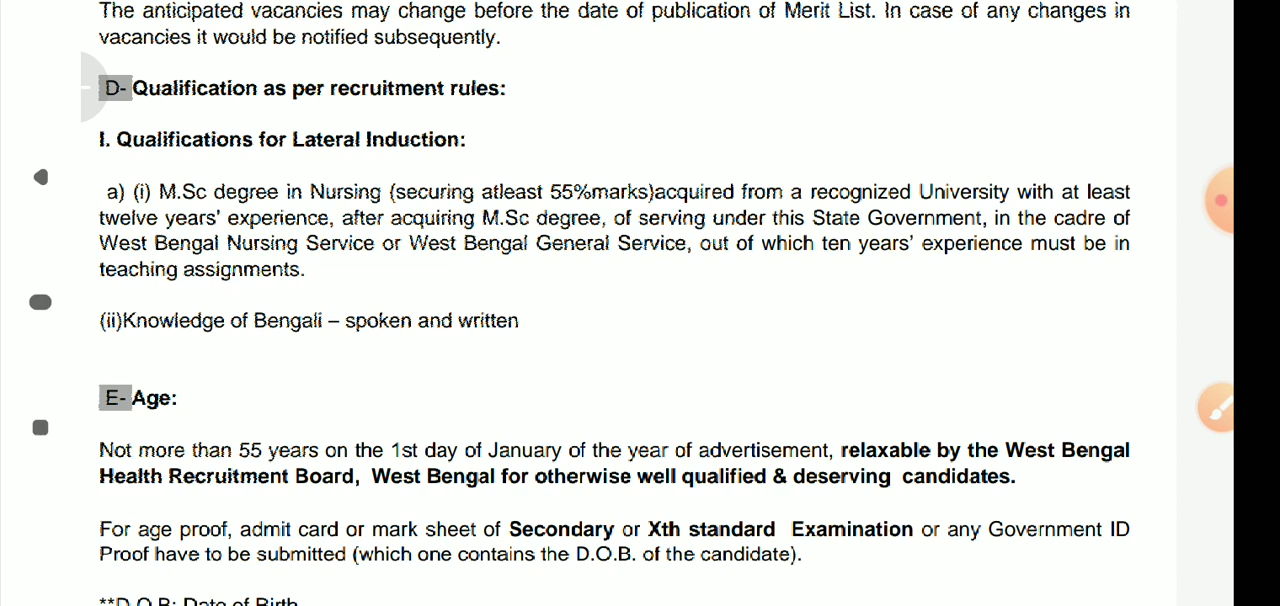 The anticipated vacancies may change before the date of publication of Merit List. In case of any changes in
vacancies it would be notified subsequently.
D- Qualification as per recruitment rules:
I. Qualifications for Lateral Induction:
a) (i) M.Sc degree in Nursing (securing atleast 55%marks)acquired from a recognized University with at least
twelve years' experience, after acquiring M.Sc degree, of serving under this State Government, in the cadre of
West Bengal Nursing Service or West Bengal General Service, out of which ten years' experience must be in
teaching assignments.
(ii)Knowledge of Bengali – spoken and written
E- Age:
Not more than 55 years on the 1st day of January of the year of advertisement, relaxable by the West Bengal
Health Recruitment Board, West Bengal for otherwise well qualified & deserving candidates.
For age proof, admit card or mark sheet of Secondary or Xth standard Examination or any Government ID
Proof have to be submitted (which one contains the D.O.B. of the candidate).
**D.O.B: Date of Birth